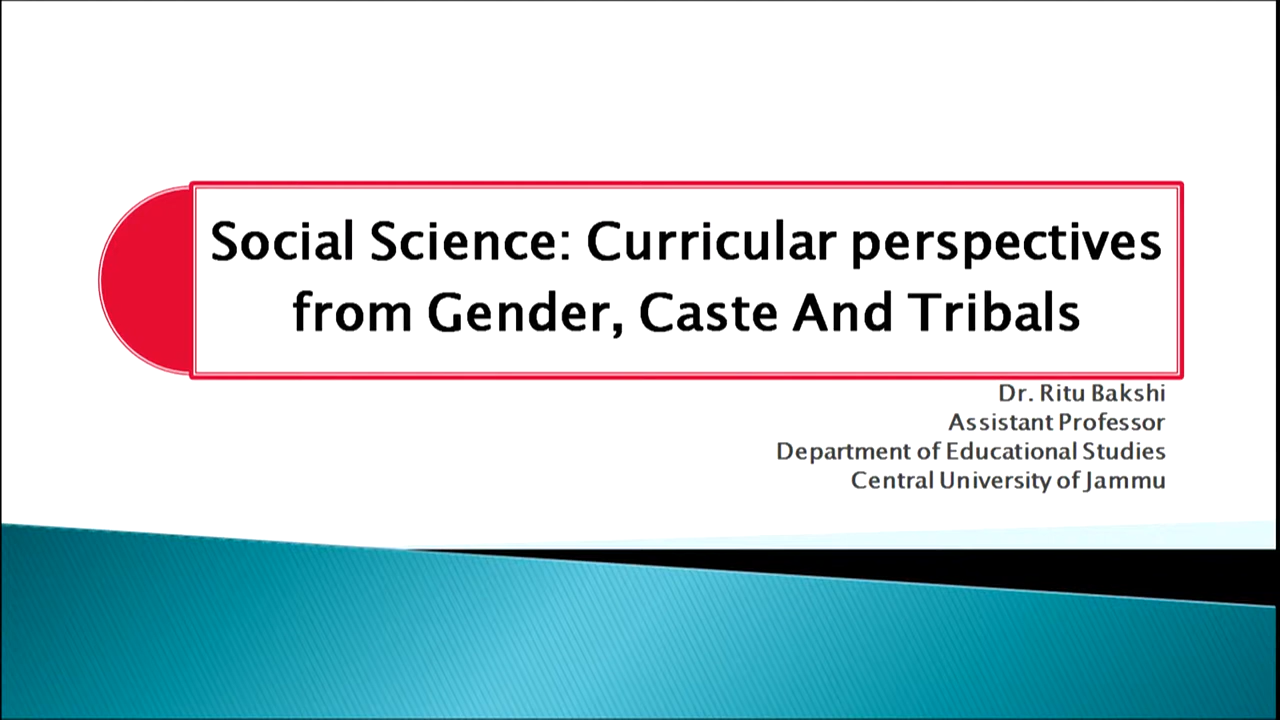 Social Science: Curricular perspectives
from Gender, Caste And Tribals
Dr. Ritu Bakshi
Assistant Professor
Department of Educational Studies
Central University of Jammu